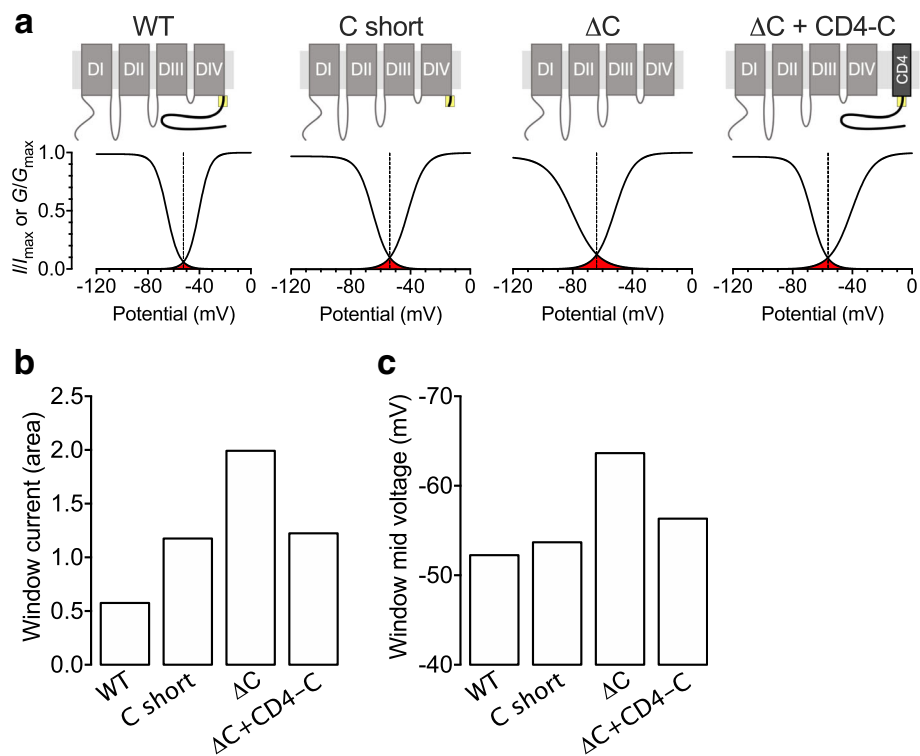 a
WT C short ΔC ΔC + CD4-C
DI DII DIII DIV DI DII DIII DIV DI DII DIII DIV DI DII DIII DIV CD4
I/Imax or G/Gmax
1.0
0.5
0.0
-120 -80 -40 0 -120 -80 -40 0 -120 -80 -40 0 -120 -80 -40 0
Potential (mV) Potential (mV) Potential (mV) Potential (mV)
b
Window current (area)
2.5
2.0
1.5
1.0
0.5
0.0
WT C short ΔC ΔC+CD4–C
c
Window mid voltage (mV)
-70
-60
-50
-40
WT C short ΔC ΔC+CD4–C